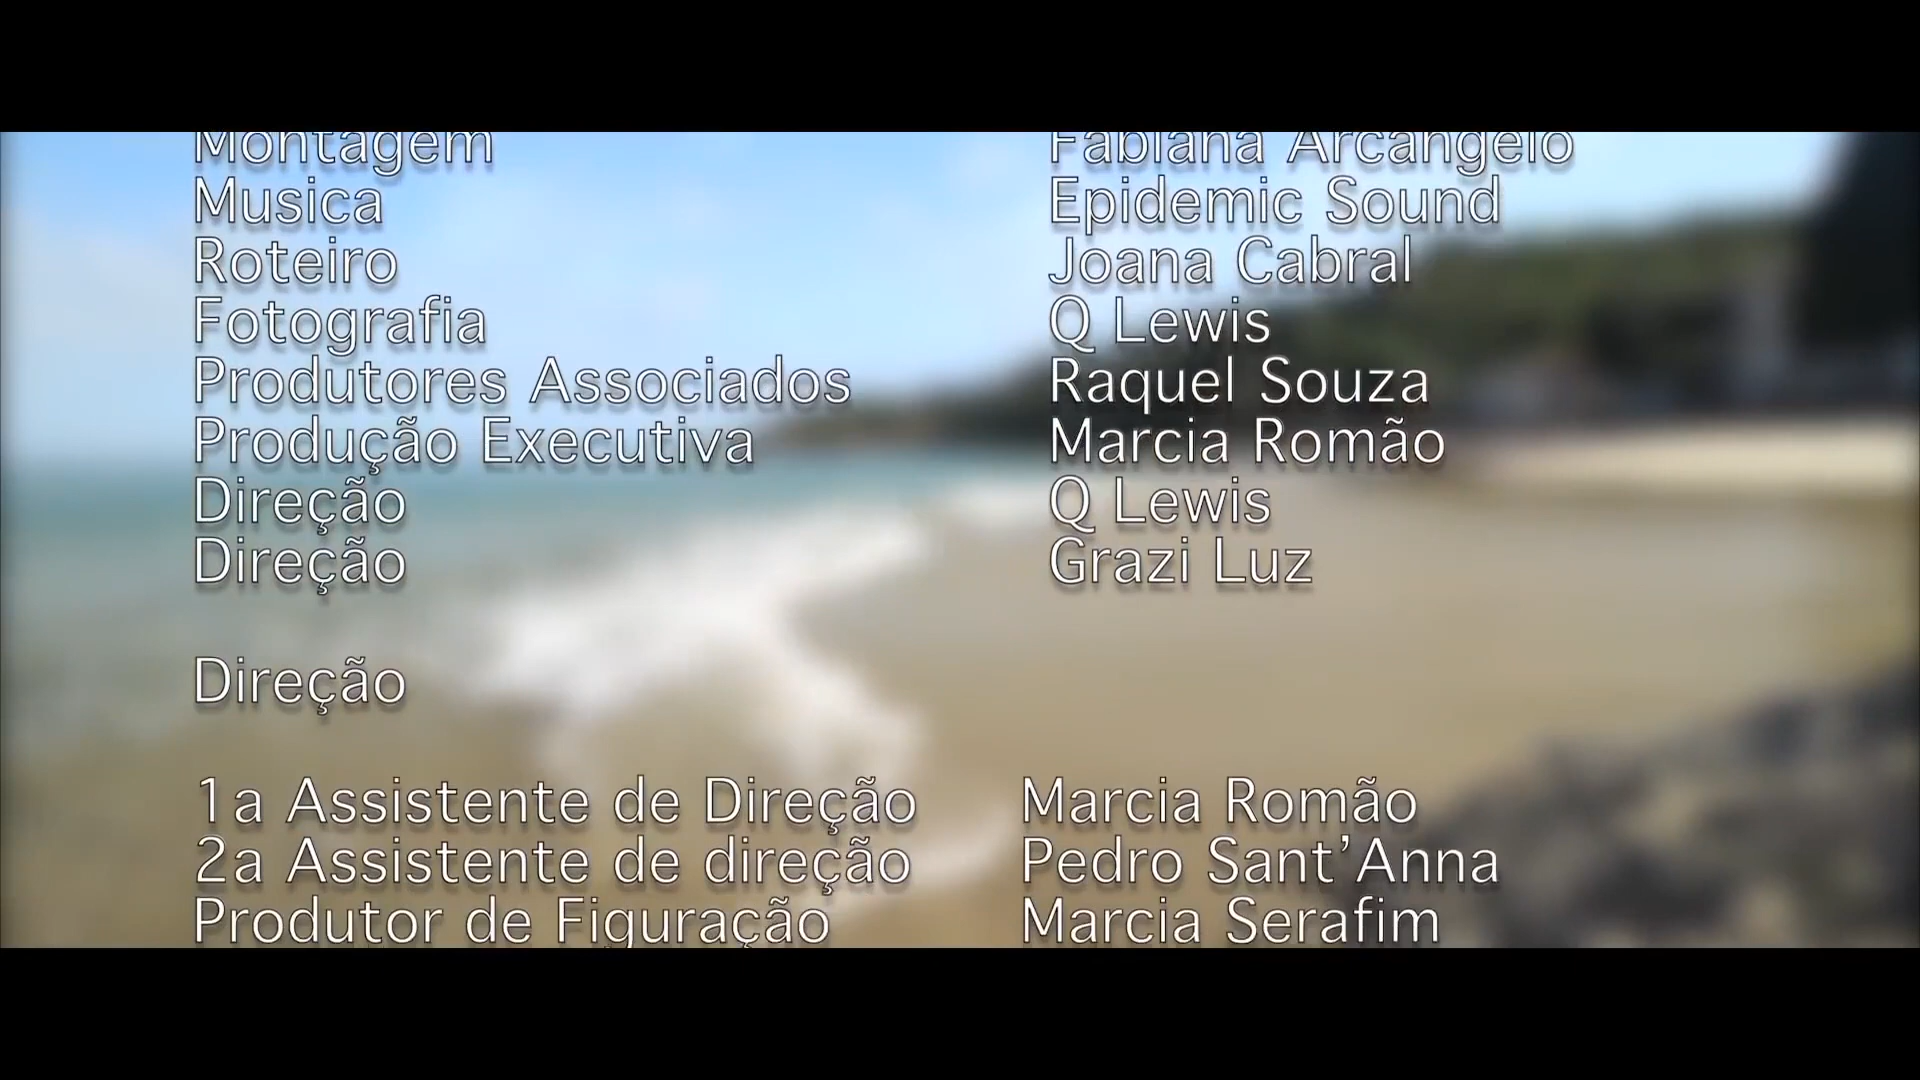 Montagem Fabiana Arcangelo
Musica Epidemic Sound
Roteiro Joana Cabral
Fotografia Q Lewis
Produtores Associados Raquel Souza
Produção Executiva Marcia Romão
Direção Q Lewis
Direção Grazi Luz
Direção
1a Assistente de Direção Marcia Romão
2a Assistente de direção Pedro Sant'Anna
Produtor de Figuração Marcia Serafim